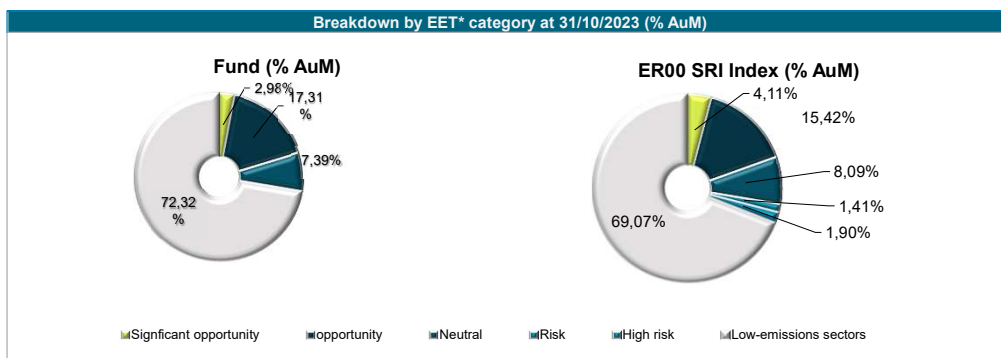 Breakdown by EET* category at 31/10/2023 (% AuM)
Fund (% AuM)
2,98%
17,31
%
7,39%
72,32
%
ER00 SRI Index (% AuM)
4,11%
15,42%
8,09%
1,41%
1,90%
69,07%
Signficant opportunity
opportunity
Neutral
Risk
High risk
Low-emissions sectors